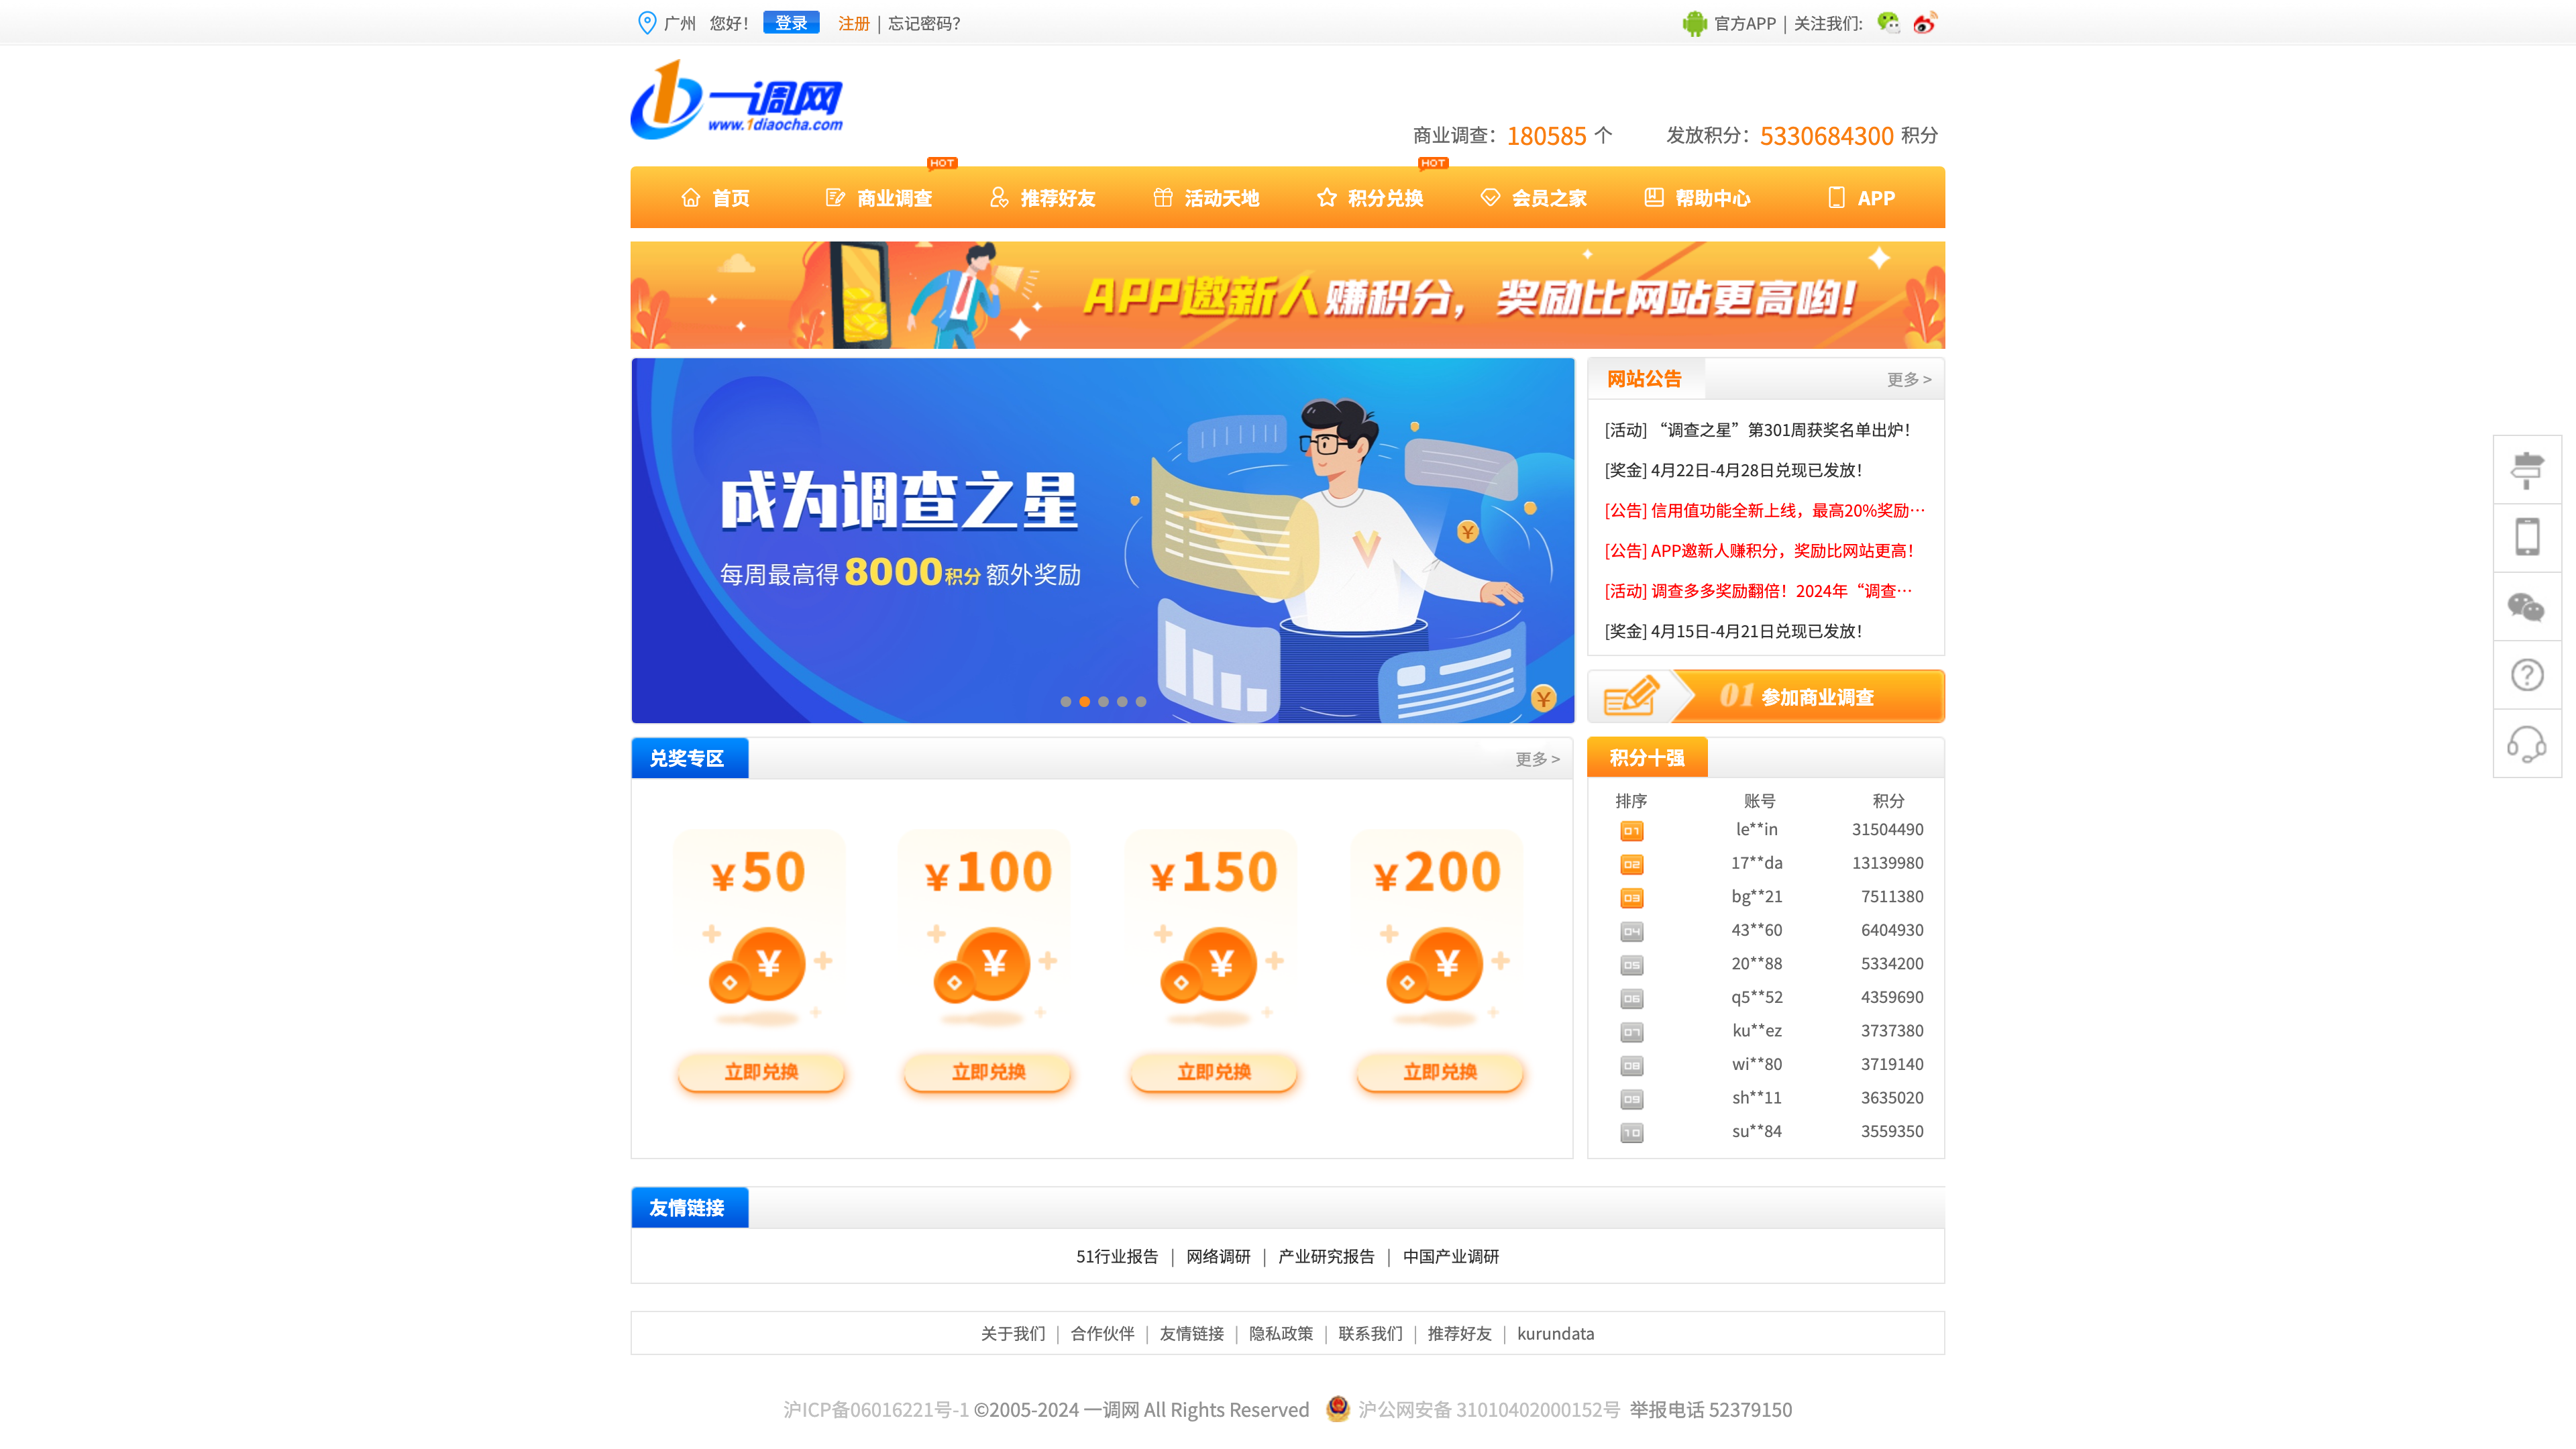 广州 您好! 登录 注册 | 忘记密码?
官方APP | 关注我们:
一调网
www.1diaocha.com
商业调查: 180585 个 发放积分: 5330684300 积分
HOT HOT
首页 商业调查 推荐好友 活动天地 积分兑换 会员之家 帮助中心 APP
APP邀新人赚积分，奖励比网站更高哟!
成为调查之星
每周最高得 8000积分 额外奖励
网站公告 更多 >
[活动] “调查之星”第301周获奖名单出炉!
[奖金] 4月22日-4月28日兑现已发放!
[公告] 信用值功能全新上线，最高20%奖励…
[公告] APP邀新人赚积分，奖励比网站更高!
[活动] 调查多多奖励翻倍! 2024年“调查…
[奖金] 4月15日-4月21日兑现已发放!
01 参加商业调查
兑奖专区 更多 >
¥50 ¥100 ¥150 ¥200
¥ ¥ ¥ ¥
立即兑换 立即兑换 立即兑换 立即兑换
积分十强
排序 账号 积分
01 le**in 31504490
02 17**da 13139980
03 bg**21 7511380
04 43**60 6404930
05 20**88 5334200
06 q5**52 4359690
07 ku**ez 3737380
08 wi**80 3719140
09 sh**11 3635020
10 su**84 3559350
友情链接
51行业报告 | 网络调研 | 产业研究报告 | 中国产业调研
关于我们 | 合作伙伴 | 友情链接 | 隐私政策 | 联系我们 | 推荐好友 | kurundata
沪ICP备06016221号-1 ©2005-2024 一调网 All Rights Reserved 沪公网安备 31010402000152号 举报电话 52379150